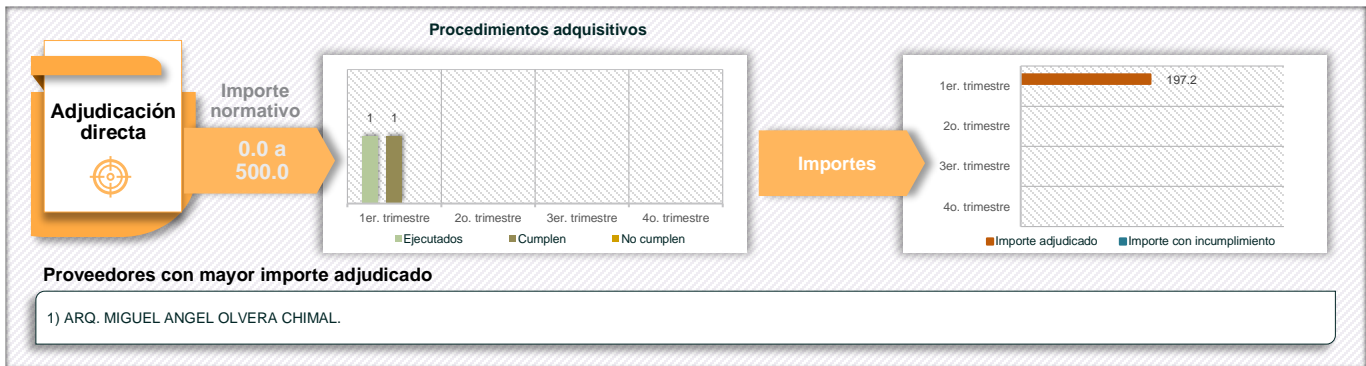 Adjudicación
directa
Importe
normativo
0.0 a
500.0
Procedimientos adquisitivos
1 1
1er. trimestre 2o. trimestre 3er. trimestre 4o. trimestre
Ejecutados Cumplen No cumplen
Importes
1er. trimestre 197.2
2o. trimestre
3er. trimestre
4o. trimestre
Importe adjudicado Importe con incumplimiento
Proveedores con mayor importe adjudicado
1) ARQ. MIGUEL ANGEL OLVERA CHIMAL.